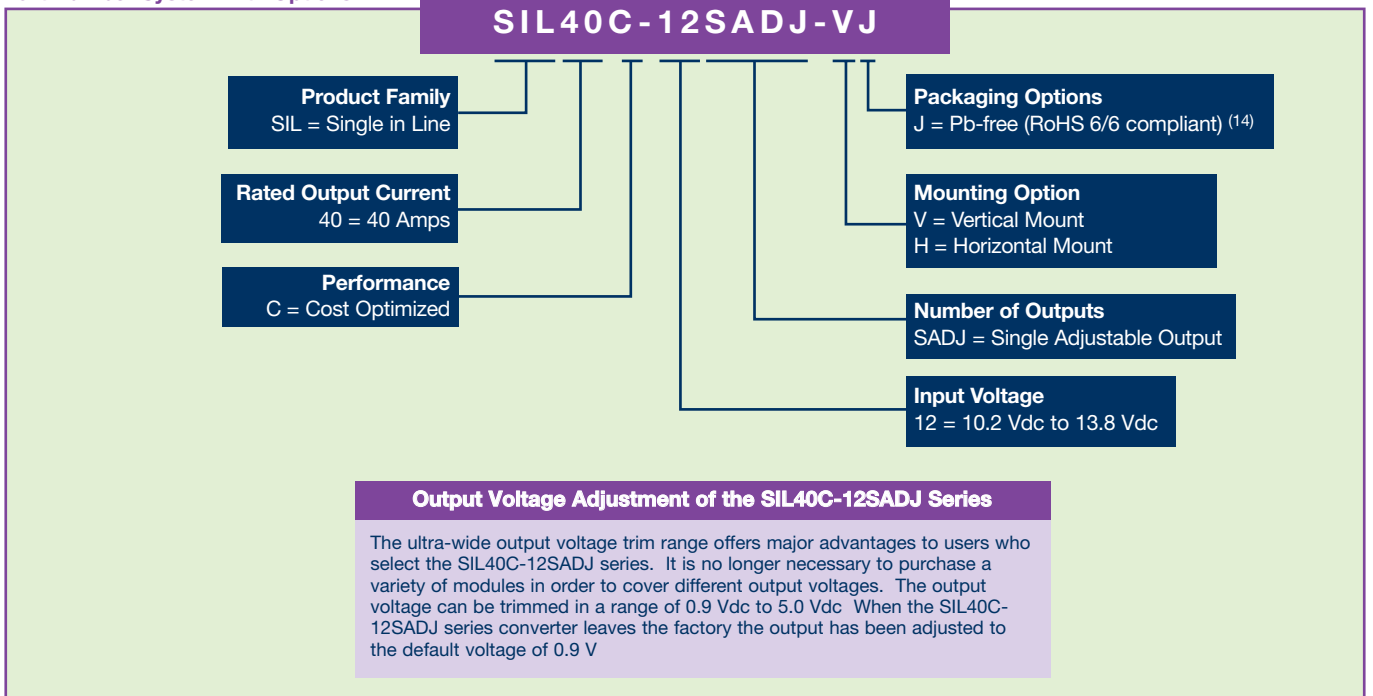 SIL40C-12SADJ-VJ
Product Family
SIL = Single in Line
Rated Output Current
40 = 40 Amps
Performance
C = Cost Optimized
Packaging Options
J = Pb-free (RoHS 6/6 compliant) (14)
Mounting Option
V = Vertical Mount
H = Horizontal Mount
Number of Outputs
SADJ = Single Adjustable Output
Input Voltage
12 = 10.2 Vdc to 13.8 Vdc
Output Voltage Adjustment of the SIL40C-12SADJ Series
The ultra-wide output voltage trim range offers major advantages to users who
select the SIL40C-12SADJ series. It is no longer necessary to purchase a
variety of modules in order to cover different output voltages. The output
voltage can be trimmed in a range of 0.9 Vdc to 5.0 Vdc When the SIL40C-
12SADJ series converter leaves the factory the output has been adjusted to
the default voltage of 0.9 V